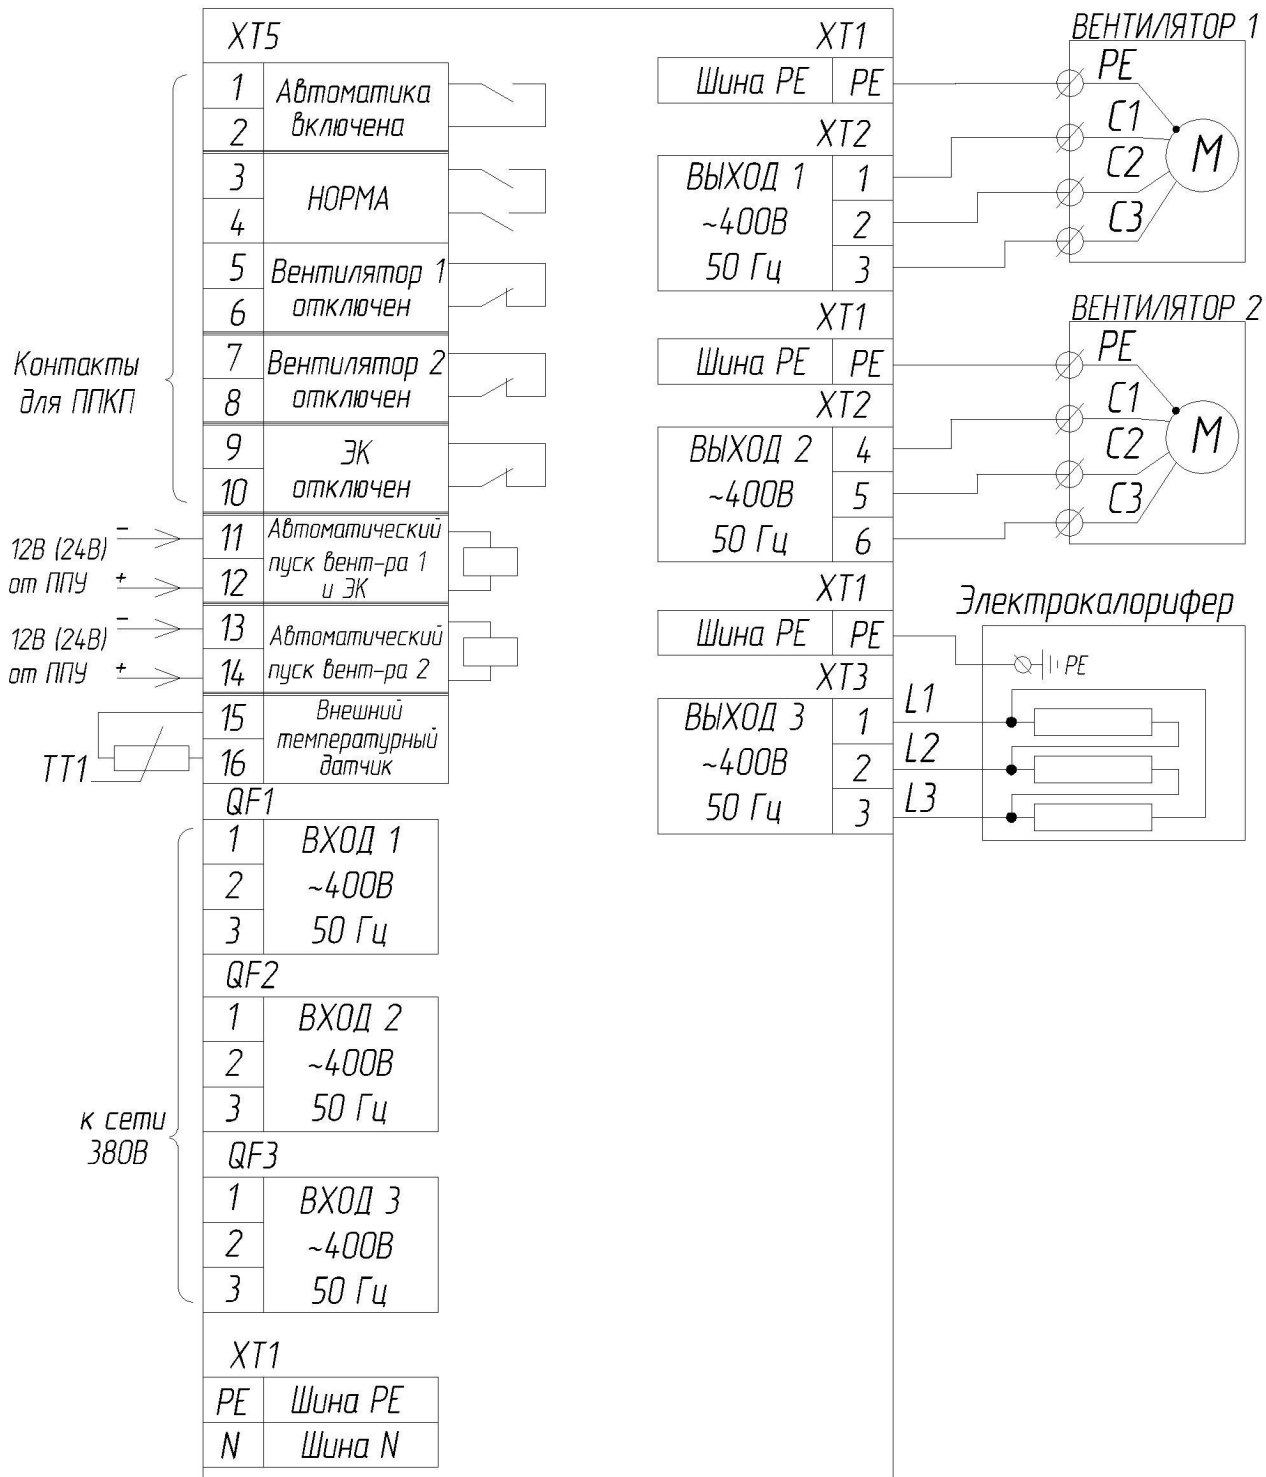 XT5
1
Автоматика
2
включена
3
НОРМА
4
5
Вентилятор 1
отключен
6
7
Вентилятор 2
отключен
8
9
ЭК
отключен
10
11
Автоматический
пуск вент-ра 1
и ЭК
12
13
Автоматический
пуск вент-ра 2
14
15
Внешний
температурный
датчик
16
Контакты
для ППКП
-
12В (24В)
от ППУ +
-
12В (24В)
от ППУ +
ТТ1
QF1
1
2
3
ВХОД 1
~400В
50 Гц
QF2
1
2
3
ВХОД 2
~400В
50 Гц
QF3
1
2
3
ВХОД 3
~400В
50 Гц
к сети
380В
XT1
PE Шина PE
N Шина N
XT1
Шина PE PE
XT2
ВЫХОД 1
~400В
50 Гц
1
2
3
ВЕНТИЛЯТОР 1
PE
C1
C2
C3
M
XT1
Шина PE PE
XT2
ВЫХОД 2
~400В
50 Гц
4
5
6
ВЕНТИЛЯТОР 2
PE
C1
C2
C3
M
XT1
Шина PE PE
XT3
ВЫХОД 3
~400В
50 Гц
1
2
3
Электрокалорифер
PE
L1
L2
L3